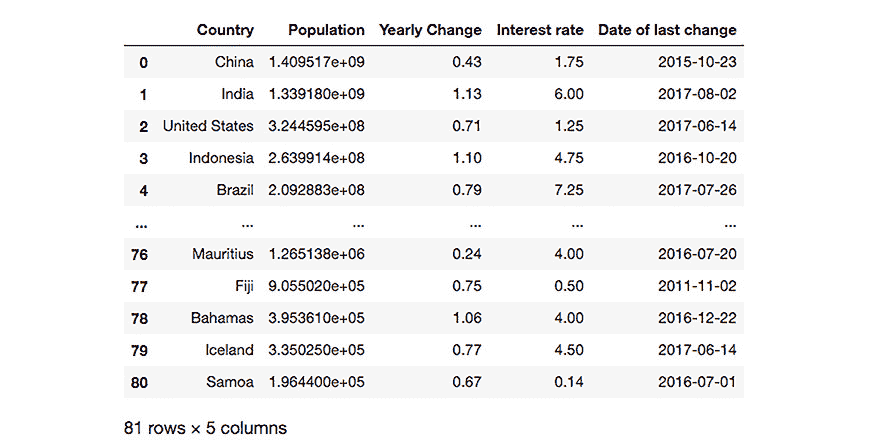 Country Population Yearly Change Interest rate Date of last change
0 China 1.409517e+09 0.43 1.75 2015-10-23
1 India 1.339180e+09 1.13 6.00 2017-08-02
2 United States 3.244595e+08 0.71 1.25 2017-06-14
3 Indonesia 2.639914e+08 1.10 4.75 2016-10-20
4 Brazil 2.092883e+08 0.79 7.25 2017-07-26
... ... ... ... ... ...
76 Mauritius 1.265138e+06 0.24 4.00 2016-07-20
77 Fiji 9.055020e+05 0.75 0.50 2011-11-02
78 Bahamas 3.953610e+05 1.06 4.00 2016-12-22
79 Iceland 3.350250e+05 0.77 4.50 2017-06-14
80 Samoa 1.964400e+05 0.67 0.14 2016-07-01
81 rows × 5 columns